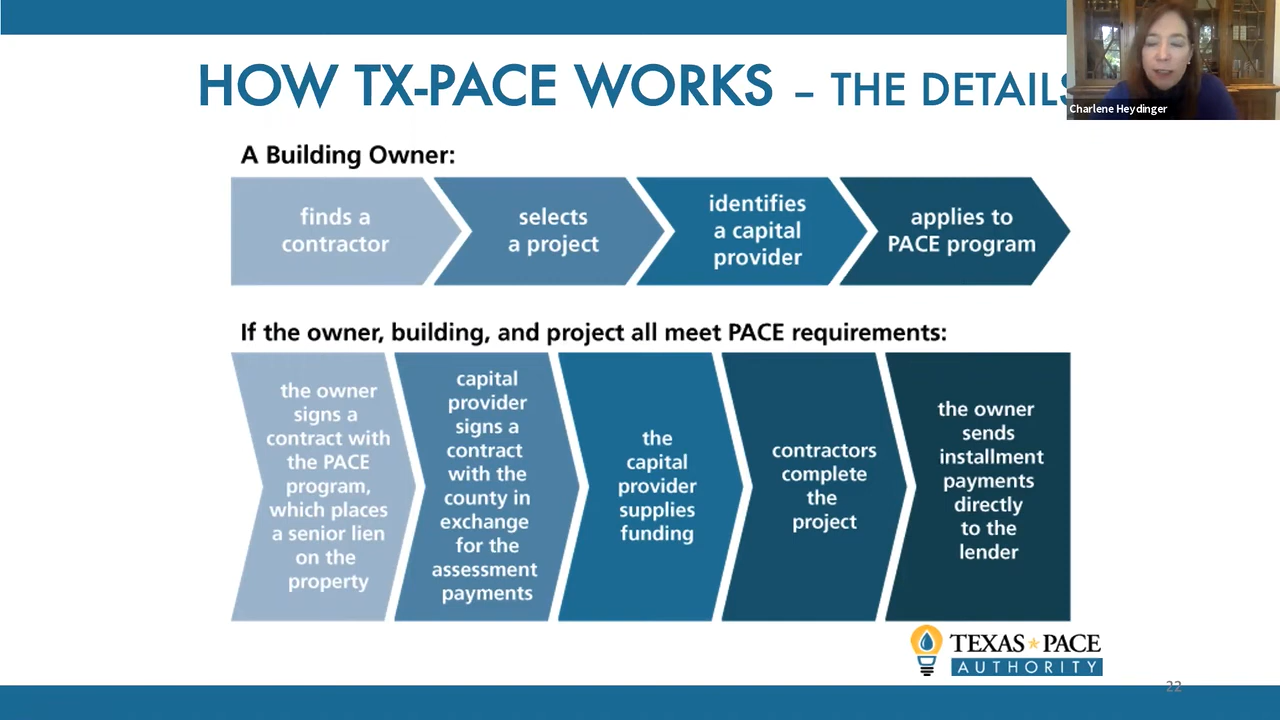 HOW TX-PACE WORKS – THE DETAILS
Charlene Heydinger
A Building Owner:
finds a
contractor
selects
a project
identifies
a capital
provider
applies to
PACE program
If the owner, building, and project all meet PACE requirements:
the owner
signs a
contract with
the PACE
program,
which places
a senior lien
on the
property
capital
provider
signs a
contract
with the
county in
exchange
for the
assessment
payments
the
capital
provider
supplies
funding
contractors
complete
the
project
the owner
sends
installment
payments
directly
to the
lender
TEXAS PACE
AUTHORITY
22